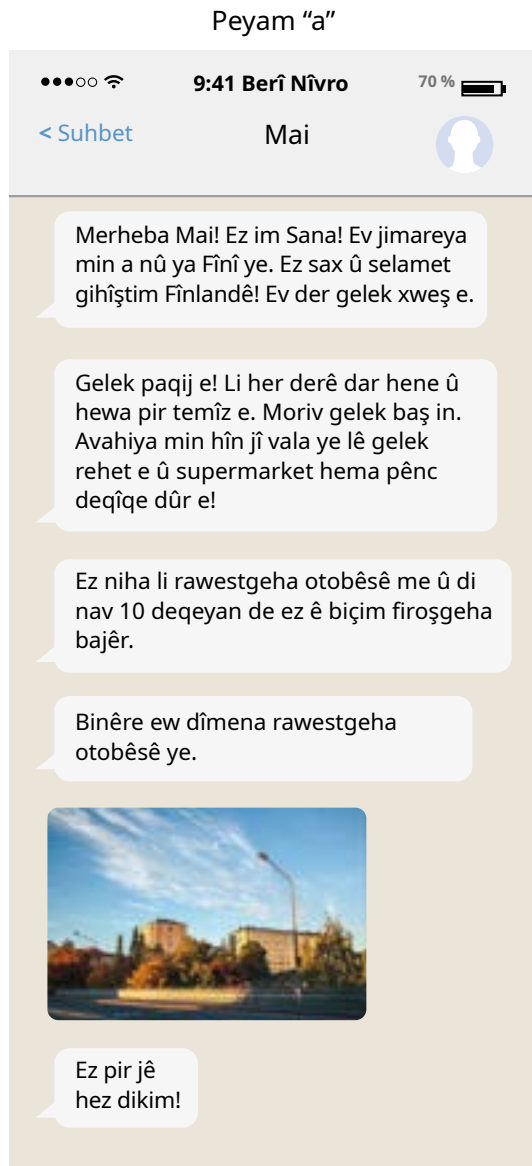 Peyam “a”
9:41 Berî Nîvro
70 %
< Suhbet
Mai
Merheba Mai! Ez im Sana! Ev jimareya
min a nû ya Fînî ye. Ez sax û selamet
gihîştim Fînlandê! Ev der gelek xweş e.
Gelek paqij e! Li her derê dar hene û
hewa pir temîz e. Moriv gelek baş in.
Avahiya min hîn jî vala ye lê gelek
rehet e û supermarket hema pênc
deqîqe dûr e!
Ez niha li rawestgeha otobêsê me û di
nav 10 deqeyan de ez ê biçim firoşgeha
bajêr.
Binêre ew dîmena rawestgeha
otobêsê ye.
Ez pir jê
hez dikim!